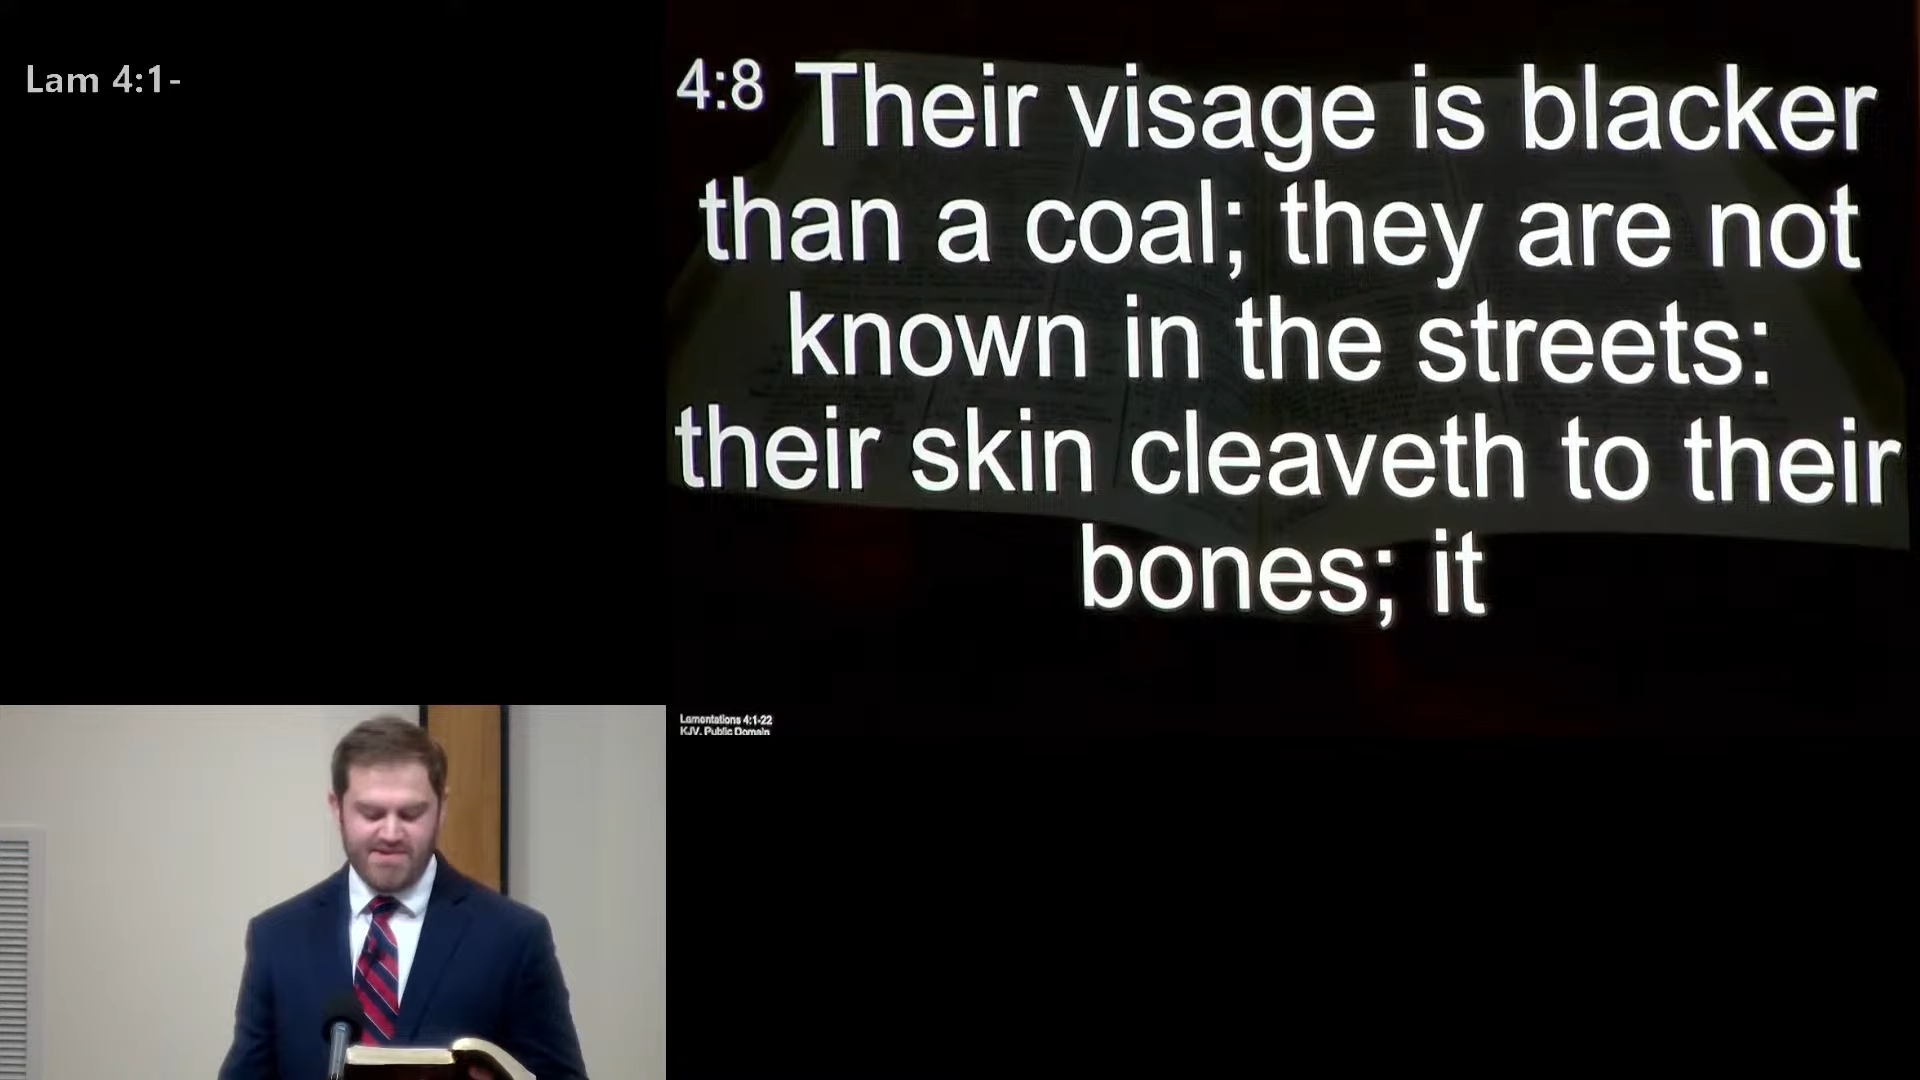 Lam 4:1-
4:8 Their visage is blacker
than a coal; they are not
known in the streets:
their skin cleaveth to their
bones; it
Lamentations 4:1-22
KJV. Public Domain